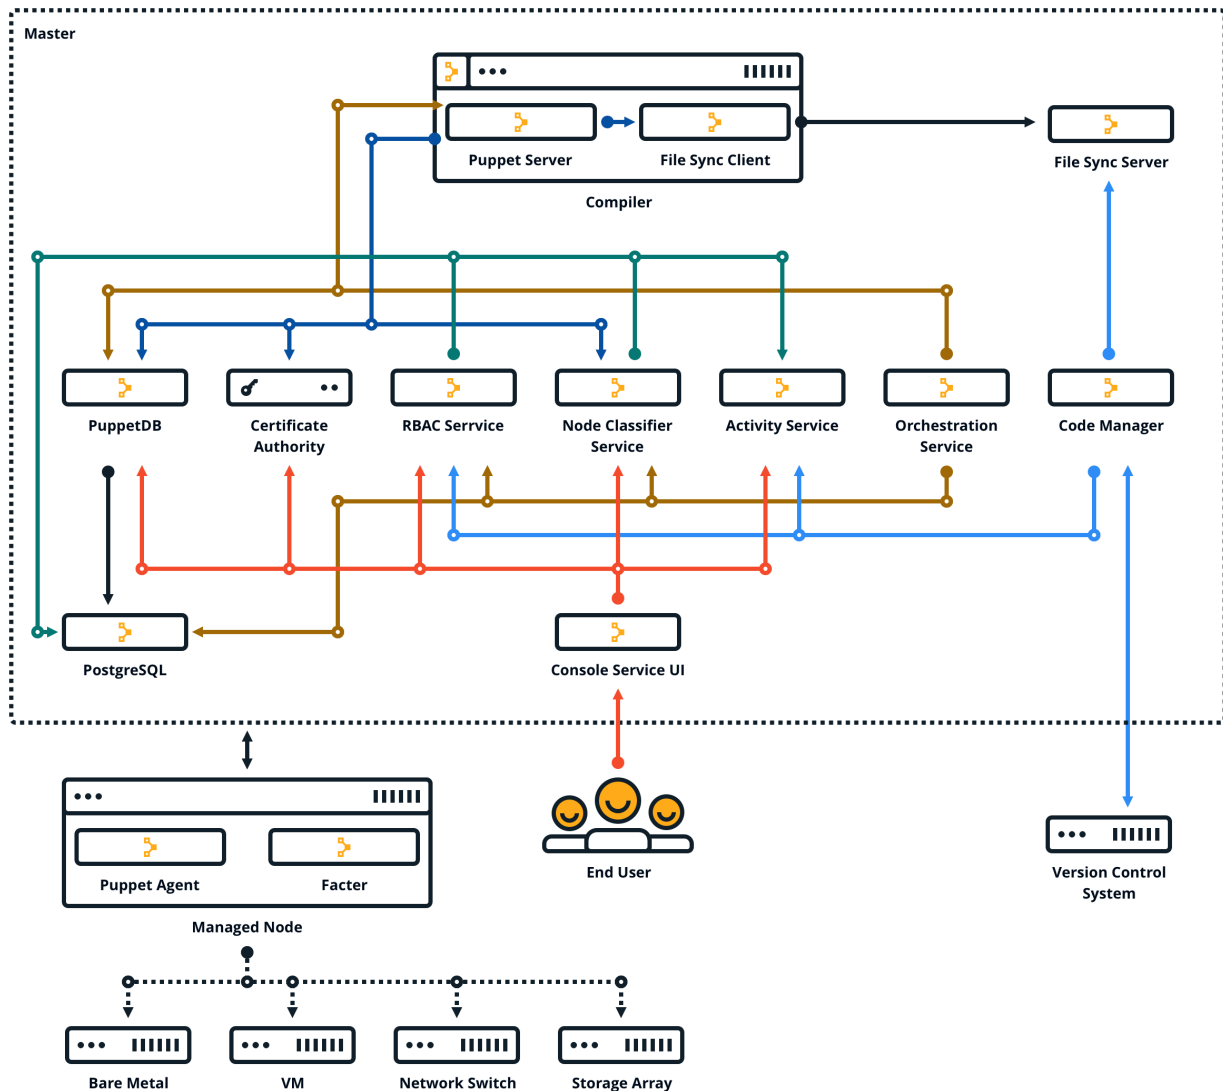 Master
Puppet Server
File Sync Client
File Sync Server
Compiler
PuppetDB
Certificate
Authority
RBAC Serrvice
Node Classifier
Service
Activity Service
Orchestration
Service
Code Manager
PostgreSQL
Console Service UI
Puppet Agent
Facter
Managed Node
End User
Version Control
System
Bare Metal
VM
Network Switch
Storage Array